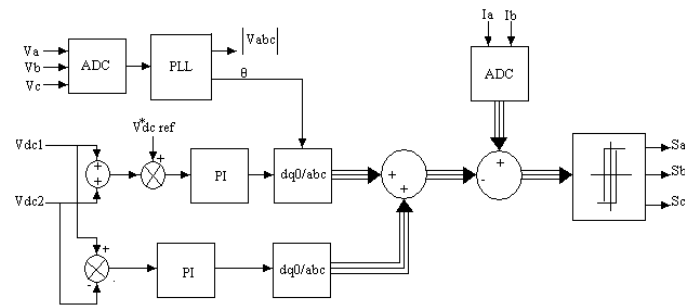 Va
Vb
Vc
ADC
PLL
|Vabc|
θ
Ia Ib
ADC
V*dc ref
Vdc1
Vdc2
+
+
+
PI
dq0/abc
+
+
+
-
Sa
Sb
Sc
+
-
PI
dq0/abc